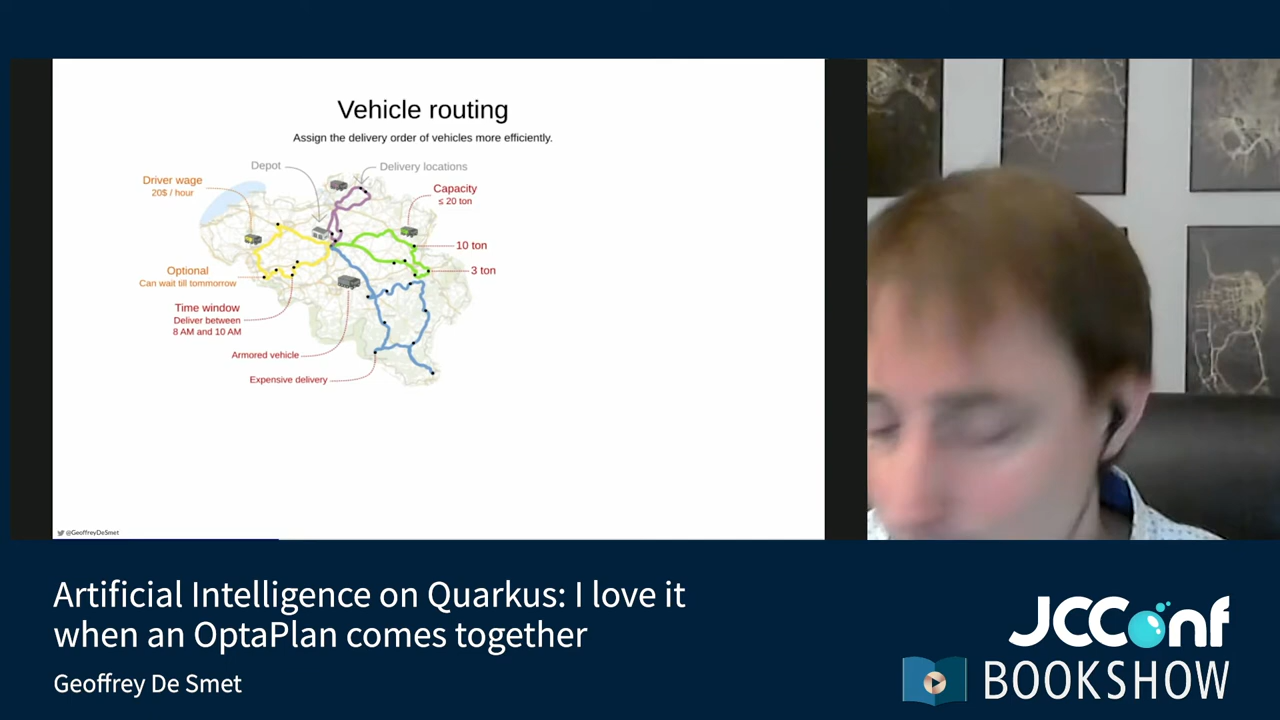 Vehicle routing
Assign the delivery order of vehicles more efficiently.
Depot
Delivery locations
Driver wage
20$ / hour
Capacity
≤ 20 ton
10 ton
3 ton
Optional
Can wait till tommorrow
Time window
Deliver between
8 AM and 10 AM
Armored vehicle
Expensive delivery
@GeoffreyDeSmet
Artificial Intelligence on Quarkus: I love it
when an OptaPlan comes together
Geoffrey De Smet
JCConf
BOOKSHOW